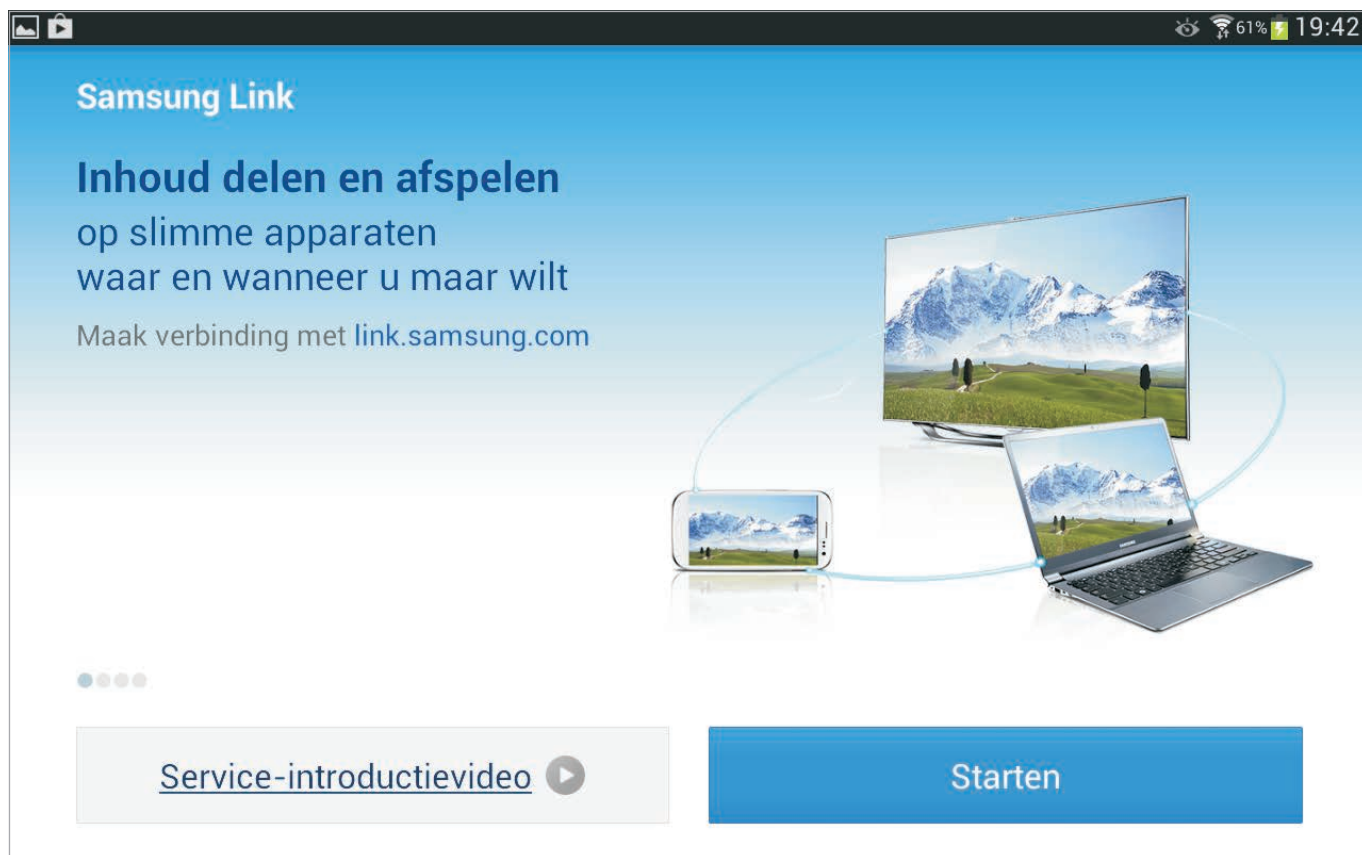 61% 19:42
Samsung Link
Inhoud delen en afspelen
op slimme apparaten
waar en wanneer u maar wilt
Maak verbinding met link.samsung.com
Service-introductievideo
Starten